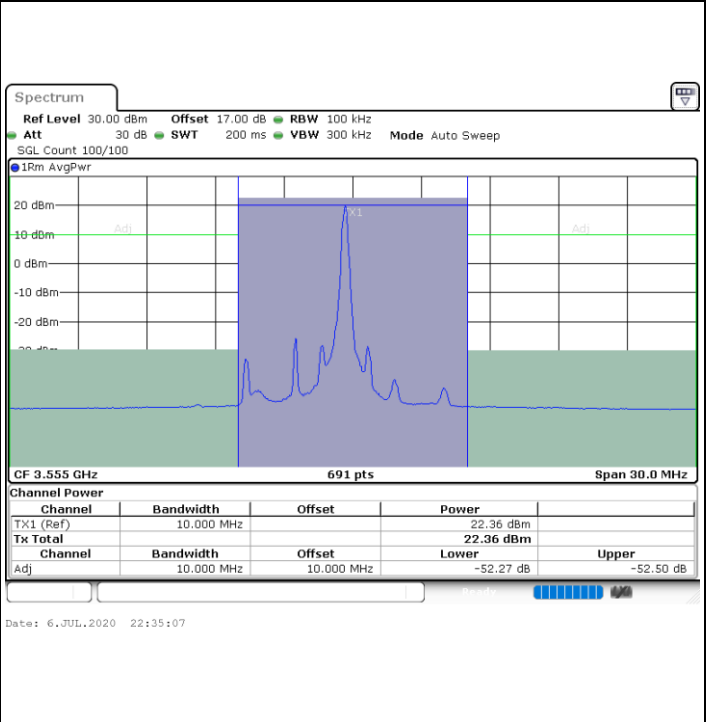 Spectrum
Ref Level 30.00 dBm Offset 17.00 dB RBW 100 kHz
Att 30 dB SWT 200 ms VBW 300 kHz Mode Auto Sweep
SGL Count 100/100
1Rm AvgPwr
20 dBm
TX1
Adj
Adj
10 dBm
0 dBm
-10 dBm
-20 dBm
CF 3.555 GHz 691 pts Span 30.0 MHz
Channel Power
Channel Bandwidth Offset Power
TX1 (Ref) 10.000 MHz 22.36 dBm
Tx Total 22.36 dBm
Channel Bandwidth Offset Lower Upper
Adj 10.000 MHz 10.000 MHz -52.27 dB -52.50 dB
Ready
Date: 6.JUL.2020 22:35:07